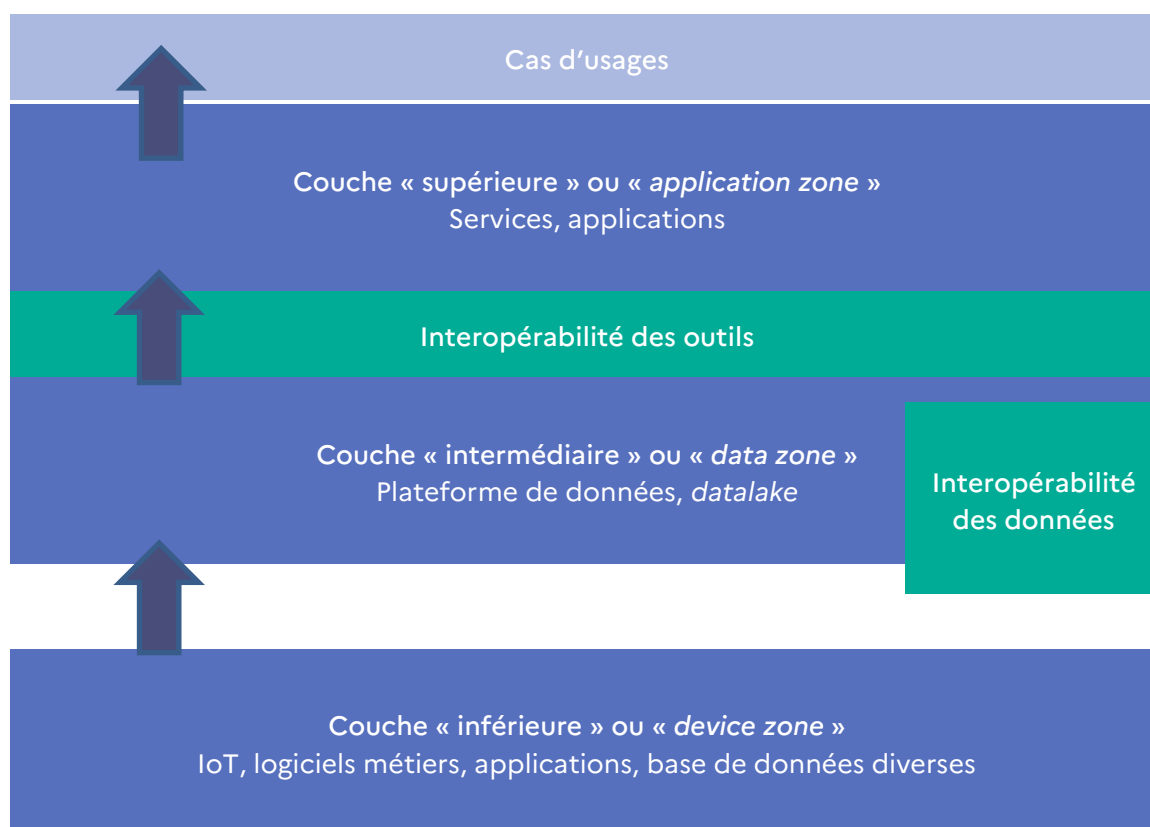 Cas d’usages
Couche « supérieure » ou « application zone »
Services, applications
Interopérabilité des outils
Couche « intermédiaire » ou « data zone »
Plateforme de données, datalake
Interopérabilité
des données
Couche « inférieure » ou « device zone »
IoT, logiciels métiers, applications, base de données diverses